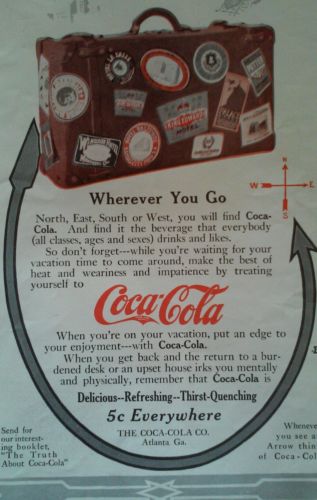 N
W E
S
Wherever You Go
North, East, South or West, you will find Coca-
Cola. And find it the beverage that everybody
(all classes, ages and sexes) drinks and likes.
So don't forget---while you're waiting for your
vacation time to come around, make the best of
heat and weariness and impatience by treating
yourself to
Coca-Cola
When you're on your vacation, put an edge to
your enjoyment---with Coca-Cola.
When you get back and the return to a bur-
dened desk or an upset house irks you mentally
and physically, remember that Coca-Cola is
Delicious--Refreshing--Thirst-Quenching
5c Everywhere
THE COCA-COLA CO.
Atlanta Ga.
Send for
our interest-
ing booklet,
"The Truth
About Coca-Cola"
Wheneve
you see a
Arrow thin
of Coca-Col